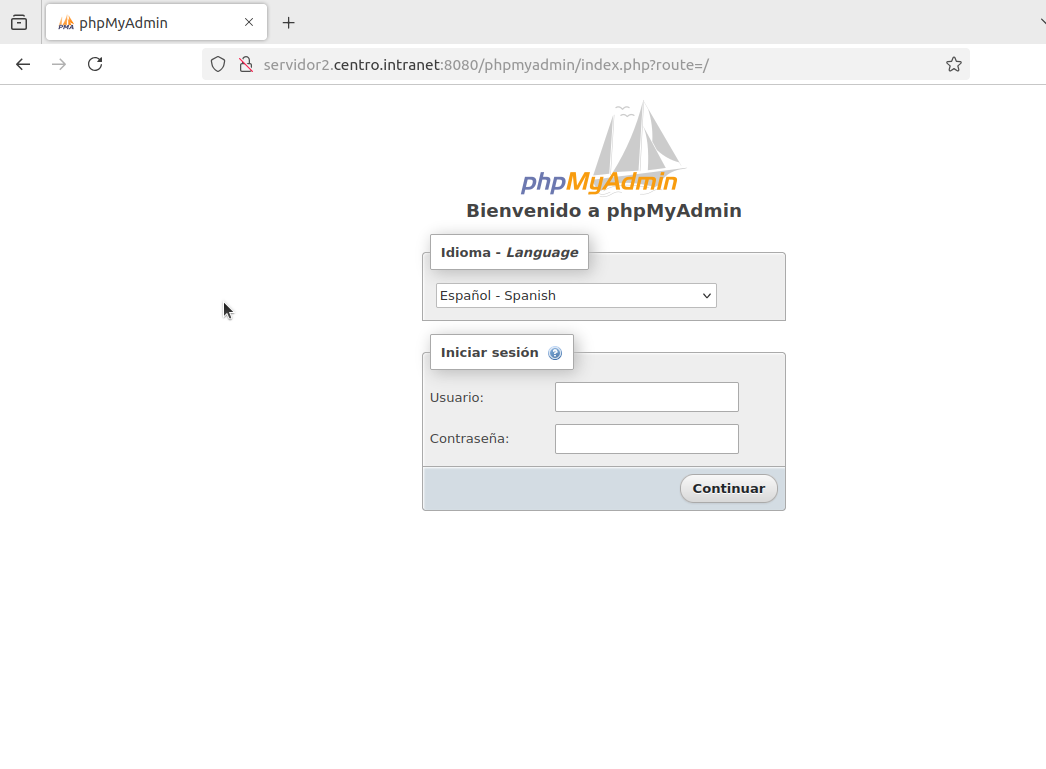 phpMyAdmin
servidor2.centro.intranet:8080/phpmyadmin/index.php?route=/
phpMyAdmin
Bienvenido a phpMyAdmin
Idioma - Language
Español - Spanish
Iniciar sesión
Usuario:
Contraseña:
Continuar